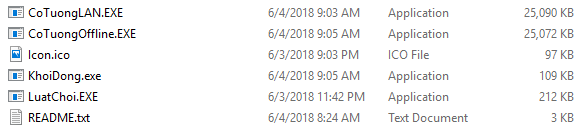 CoTuongLAN.EXE 6/4/2018 9:03 AM Application 25,090 KB
CoTuongOffline.EXE 6/4/2018 9:05 AM Application 25,072 KB
Icon.ico 6/3/2018 9:03 PM ICO File 97 KB
KhoiDong.exe 6/4/2018 9:05 AM Application 109 KB
LuatChoi.EXE 6/3/2018 11:42 PM Application 212 KB
README.txt 6/4/2018 8:24 AM Text Document 3 KB